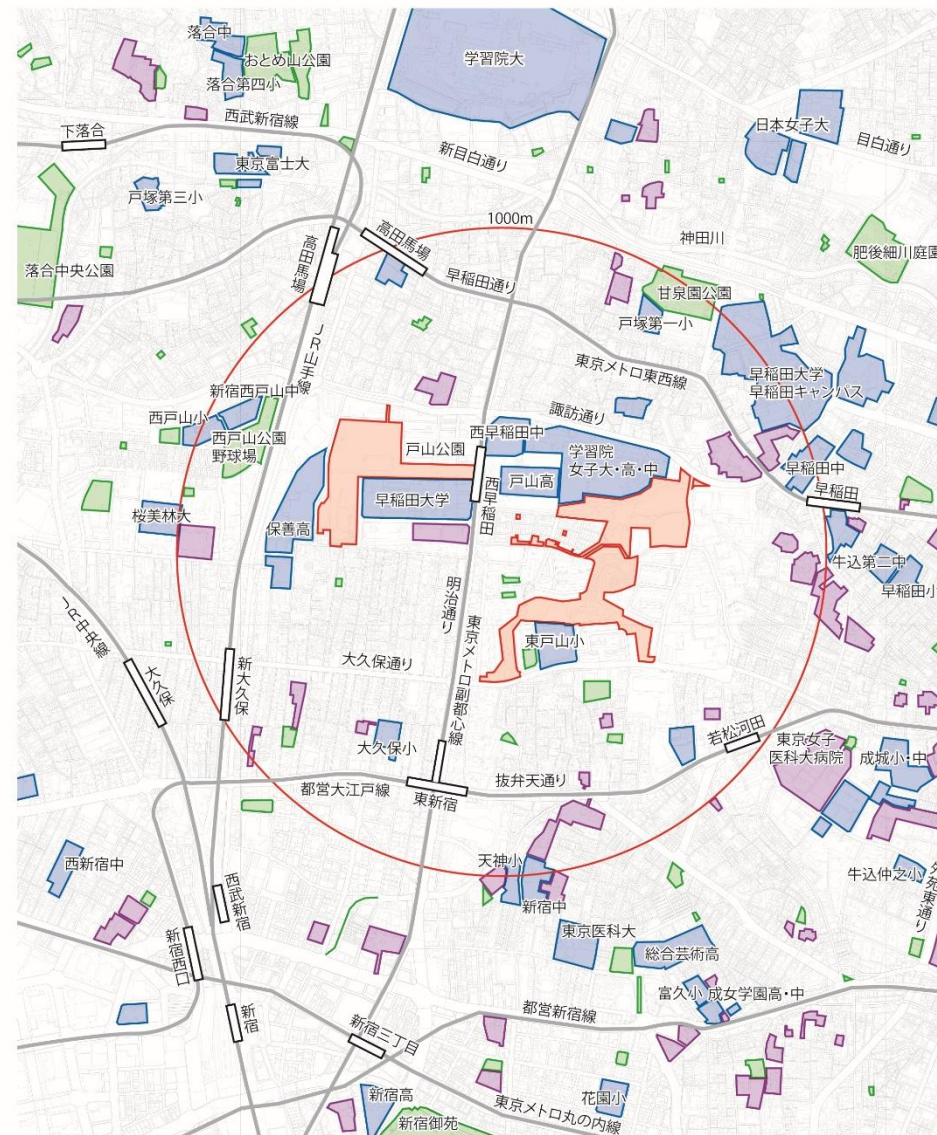 落合中
おとめ山公園
落合第四小
学習院大
西武新宿線
下落合
日本女子大
目白通り
新目白通り
東京富士大
戸塚第三小
1000m
高田馬場
高田馬場
神田川
肥後細川庭園
落合中央公園
早稲田通り
甘泉園公園
戸塚第一小
JR山手線
東京メトロ東西線
早稲田大学
早稲田キャンパス
新宿西戸山中
西戸山小
西戸山公園
野球場
諏訪通り
西早稲田中
戸山公園
学習院
女子大・高・中
戸山高
早稲田中
早稲田
早稲田大学
西早稲田
桜美林大
保善高
牛込第二中
早稲田小
明治通り
JR中央線
東戸山小
東京メトロ副都心線
大久保通り
大久保
新大久保
大久保小
若松河田
東京女子
医科大病院
成城小・中
抜弁天通り
都営大江戸線
東新宿
天神小
西新宿中
西武新宿
新宿中
牛込仲之小
外苑東通り
東京医科大
総合芸術高
新宿西口
富久小
成女学園高・中
都営新宿線
新宿
新宿三丁目
新宿高
花園小
東京メトロ丸の内線
新宿御苑